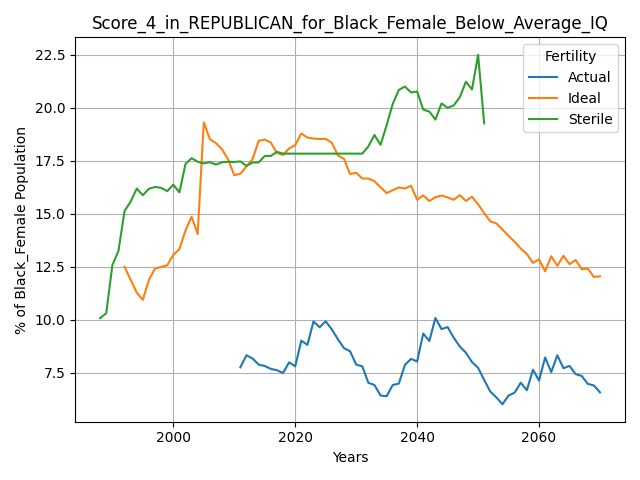 Score_4_in_REPUBLICAN_for_Black_Female_Below_Average_IQ
Fertility
Actual
Ideal
Sterile
% of Black_Female Population
22.5
20.0
17.5
15.0
12.5
10.0
7.5
2000
2020
2040
2060
Years